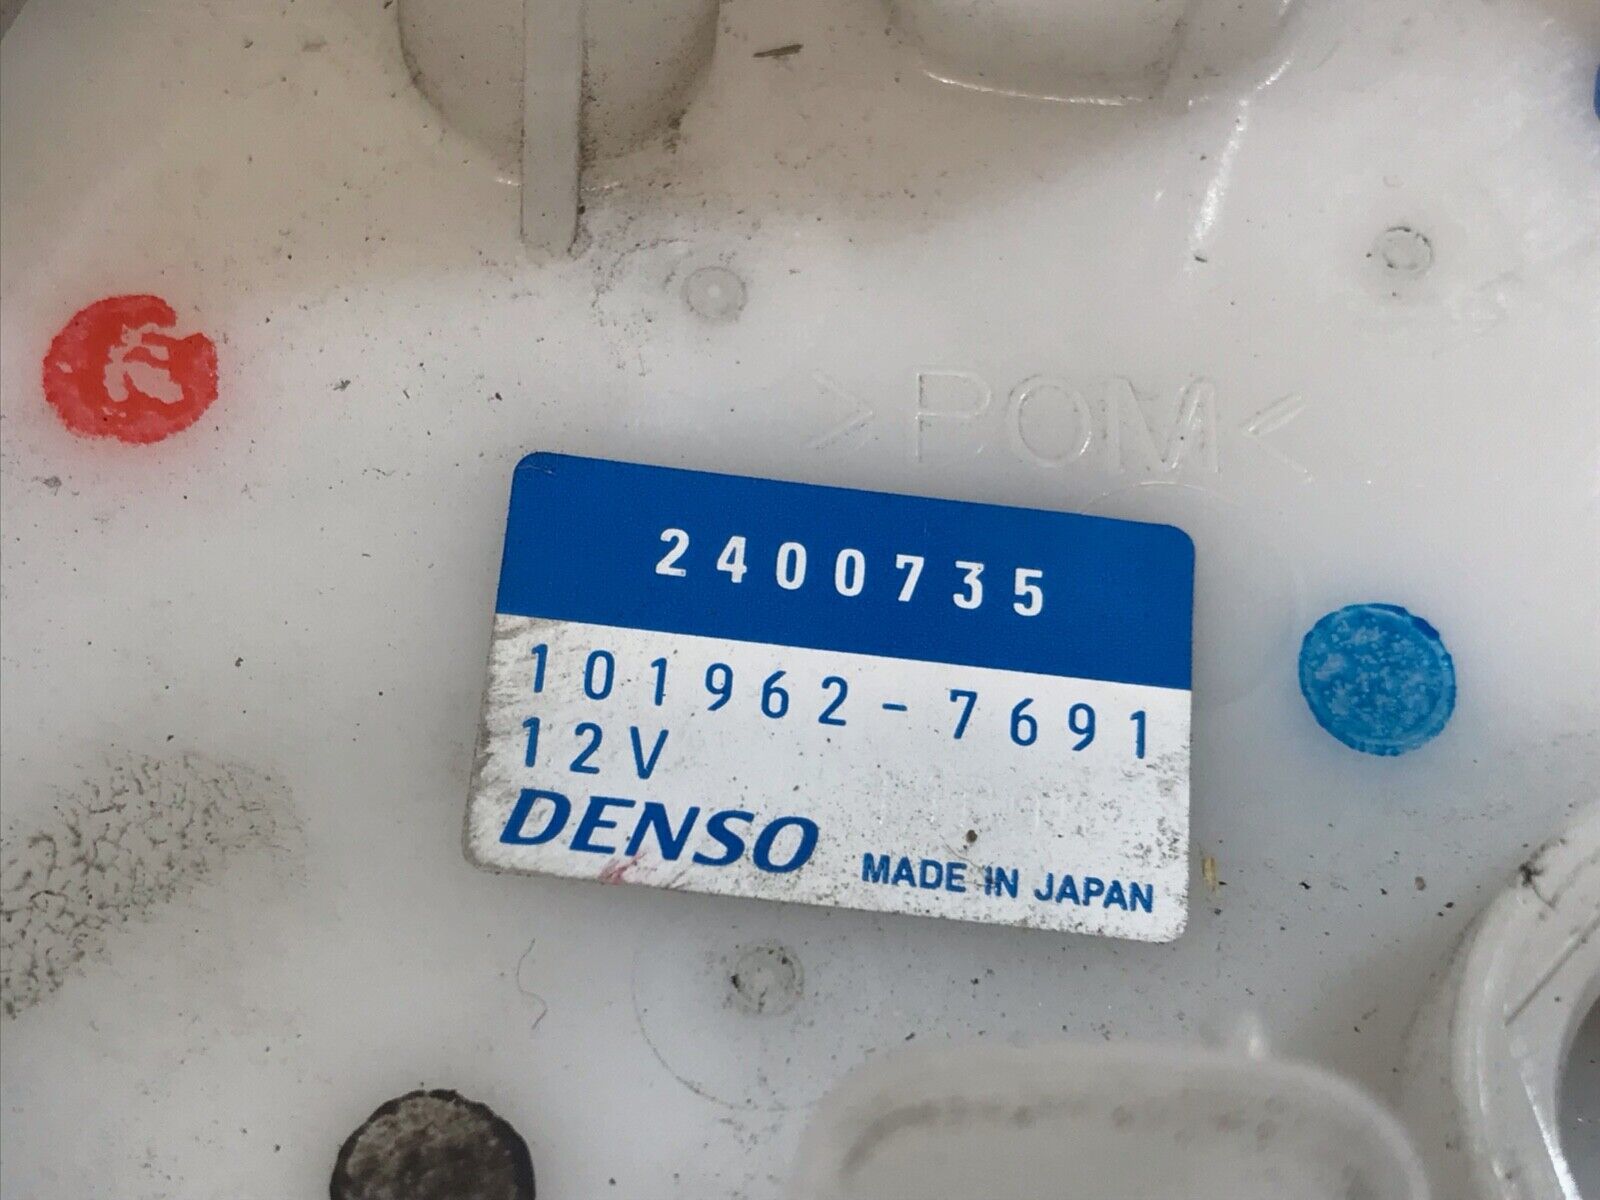 >POM<
2400735
101962-7691
12V
DENSO MADE IN JAPAN